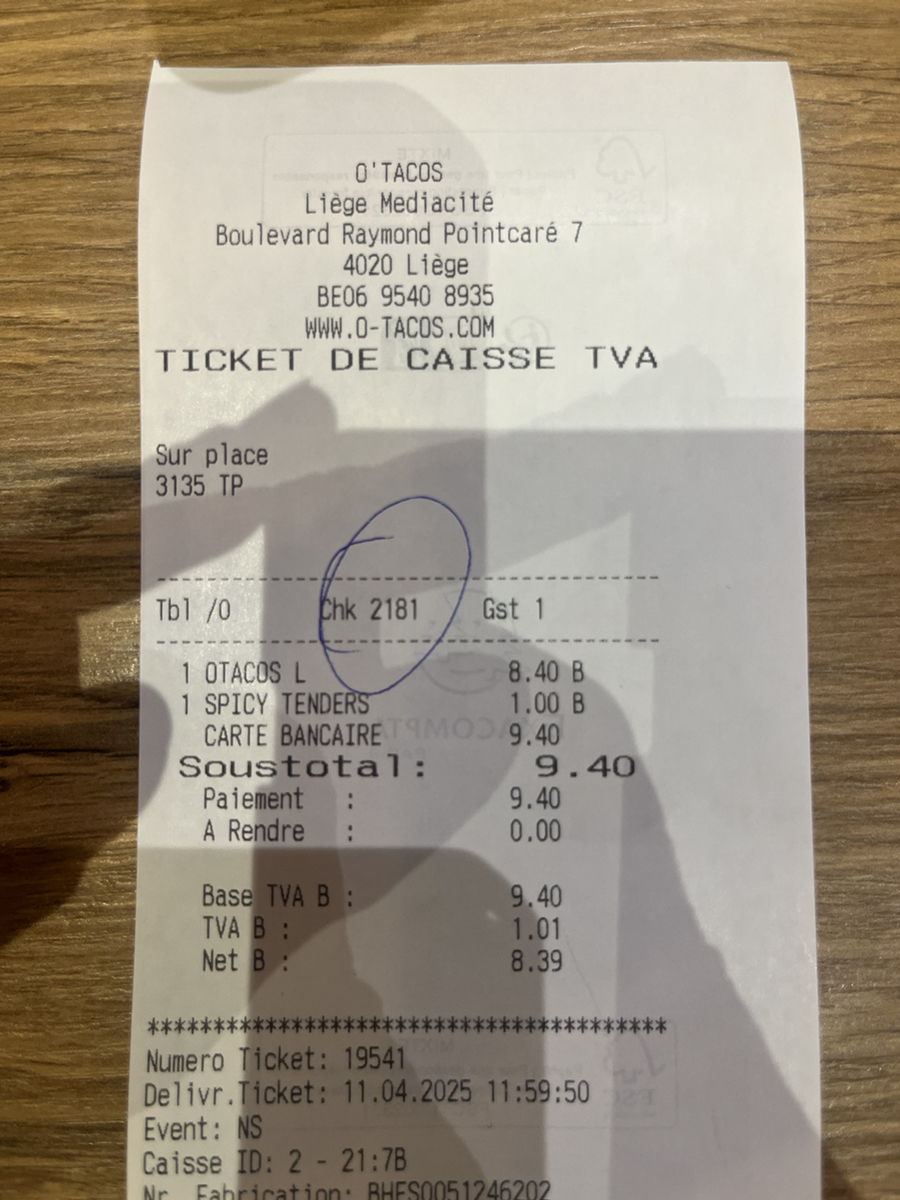 O'TACOS
Liège Mediacité
Boulevard Raymond Pointcaré 7
4020 Liège
BE06 9540 8935
WWW.O-TACOS.COM
TICKET DE CAISSE TVA
Sur place
3135 TP
Tbl /0 Chk 2181 Gst 1
1 OTACOS L 8.40 B
1 SPICY TENDERS 1.00 B
CARTE BANCAIRE 9.40
Soustotal: 9.40
Paiement : 9.40
A Rendre : 0.00
Base TVA B : 9.40
TVA B : 1.01
Net B : 8.39
*****************************************
Numero Ticket: 19541
Delivr.Ticket: 11.04.2025 11:59:50
Event: NS
Caisse ID: 2 - 21:7B
Nr. Fabrication: BHES0051246202